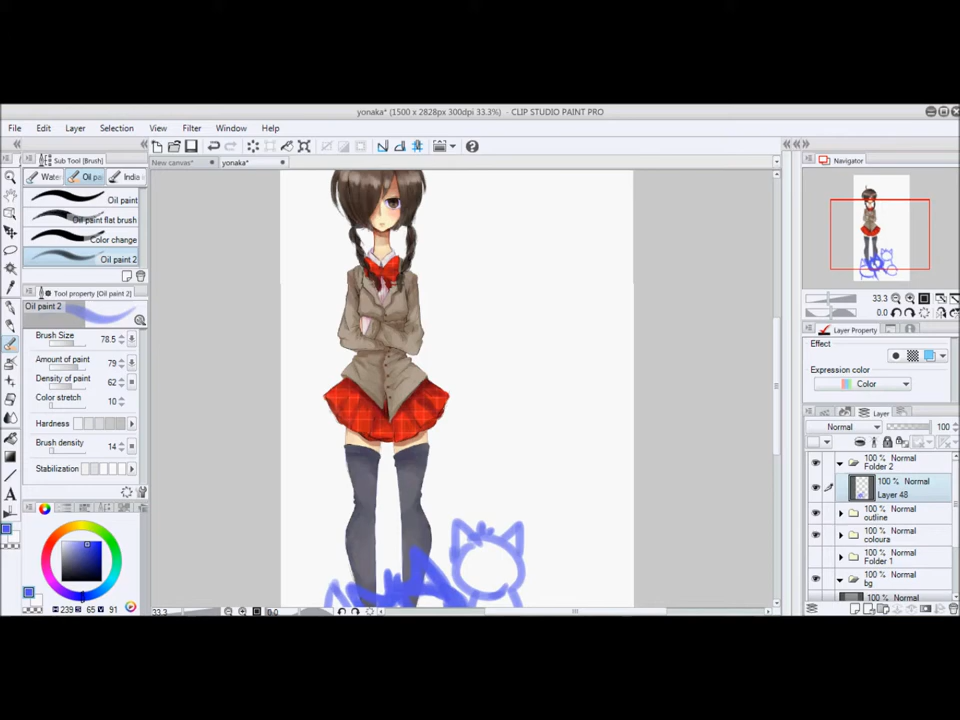 yonaka* (1500 x 2828px 300dpi 33.3%) - CLIP STUDIO PAINT PRO
File Edit Layer Selection View Filter Window Help
Sub Tool [Brush]
New canvas*
yonaka*
Navigator
Water
Oil pa
India
Oil paint
Oil paint flat brush
Color change
Oil paint 2
Tool property [Oil paint 2]
Oil paint 2
Brush Size 78.5
Amount of paint 79
Density of paint 62
Color stretch 10
Hardness
Brush density 14
Stabilization
H 239 S 65 V 91
33.3 0.0
33.3
0.0
Layer Property
Effect
Expression color
Color
Layer
Normal 100
100 % Normal
Folder 2
100 % Normal
Layer 48
100 % Normal
outline
100 % Normal
coloura
100 % Normal
Folder 1
100 % Normal
bg
100 % Normal